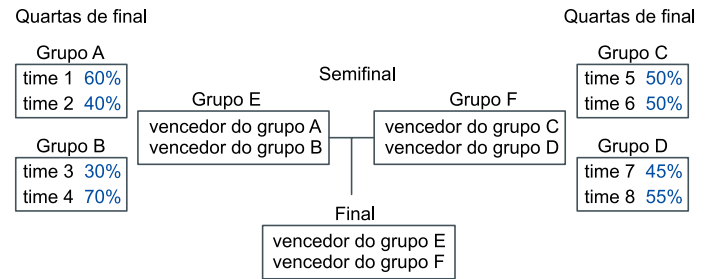 Quartas de final
Grupo A
time 1 60%
time 2 40%
Grupo B
time 3 30%
time 4 70%
Semifinal
Grupo E
vencedor do grupo A
vencedor do grupo B
Grupo F
vencedor do grupo C
vencedor do grupo D
Final
vencedor do grupo E
vencedor do grupo F
Quartas de final
Grupo C
time 5 50%
time 6 50%
Grupo D
time 7 45%
time 8 55%